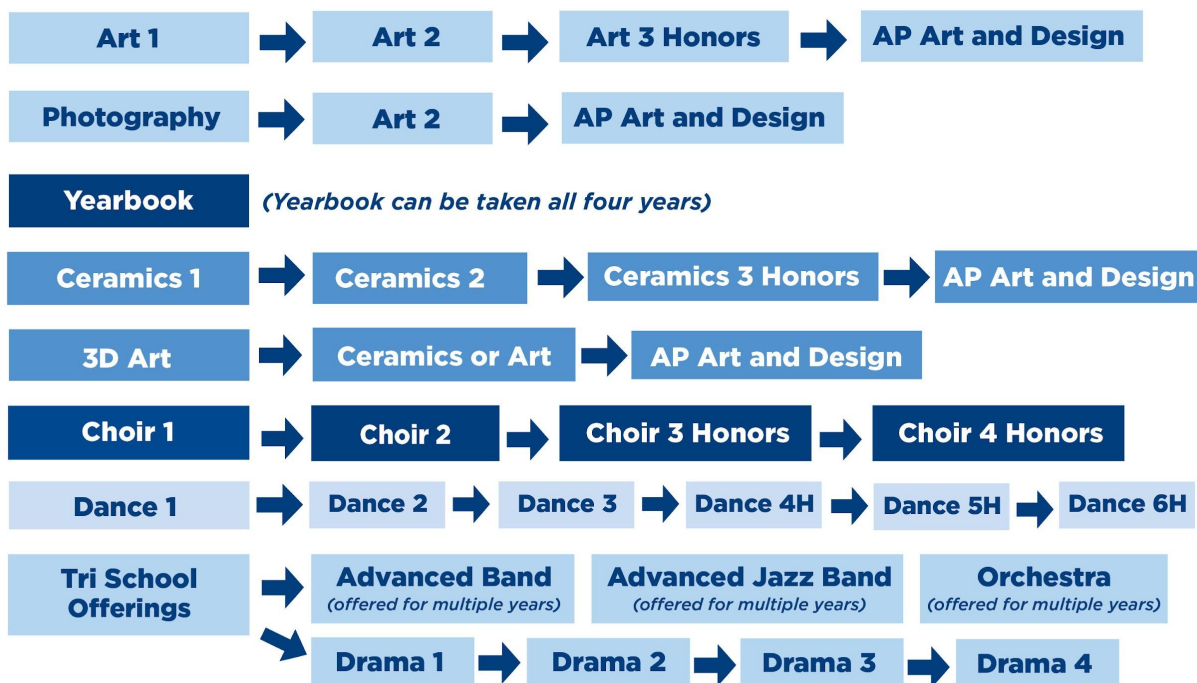 Art 1
Art 2
Art 3 Honors
AP Art and Design
Photography
Art 2
AP Art and Design
Yearbook
(Yearbook can be taken all four years)
Ceramics 1
Ceramics 2
Ceramics 3 Honors
AP Art and Design
3D Art
Ceramics or Art
AP Art and Design
Choir 1
Choir 2
Choir 3 Honors
Choir 4 Honors
Dance 1
Dance 2
Dance 3
Dance 4H
Dance 5H
Dance 6H
Tri School
Offerings
Advanced Band
(offered for multiple years)
Advanced Jazz Band
(offered for multiple years)
Orchestra
(offered for multiple years)
Drama 1
Drama 2
Drama 3
Drama 4